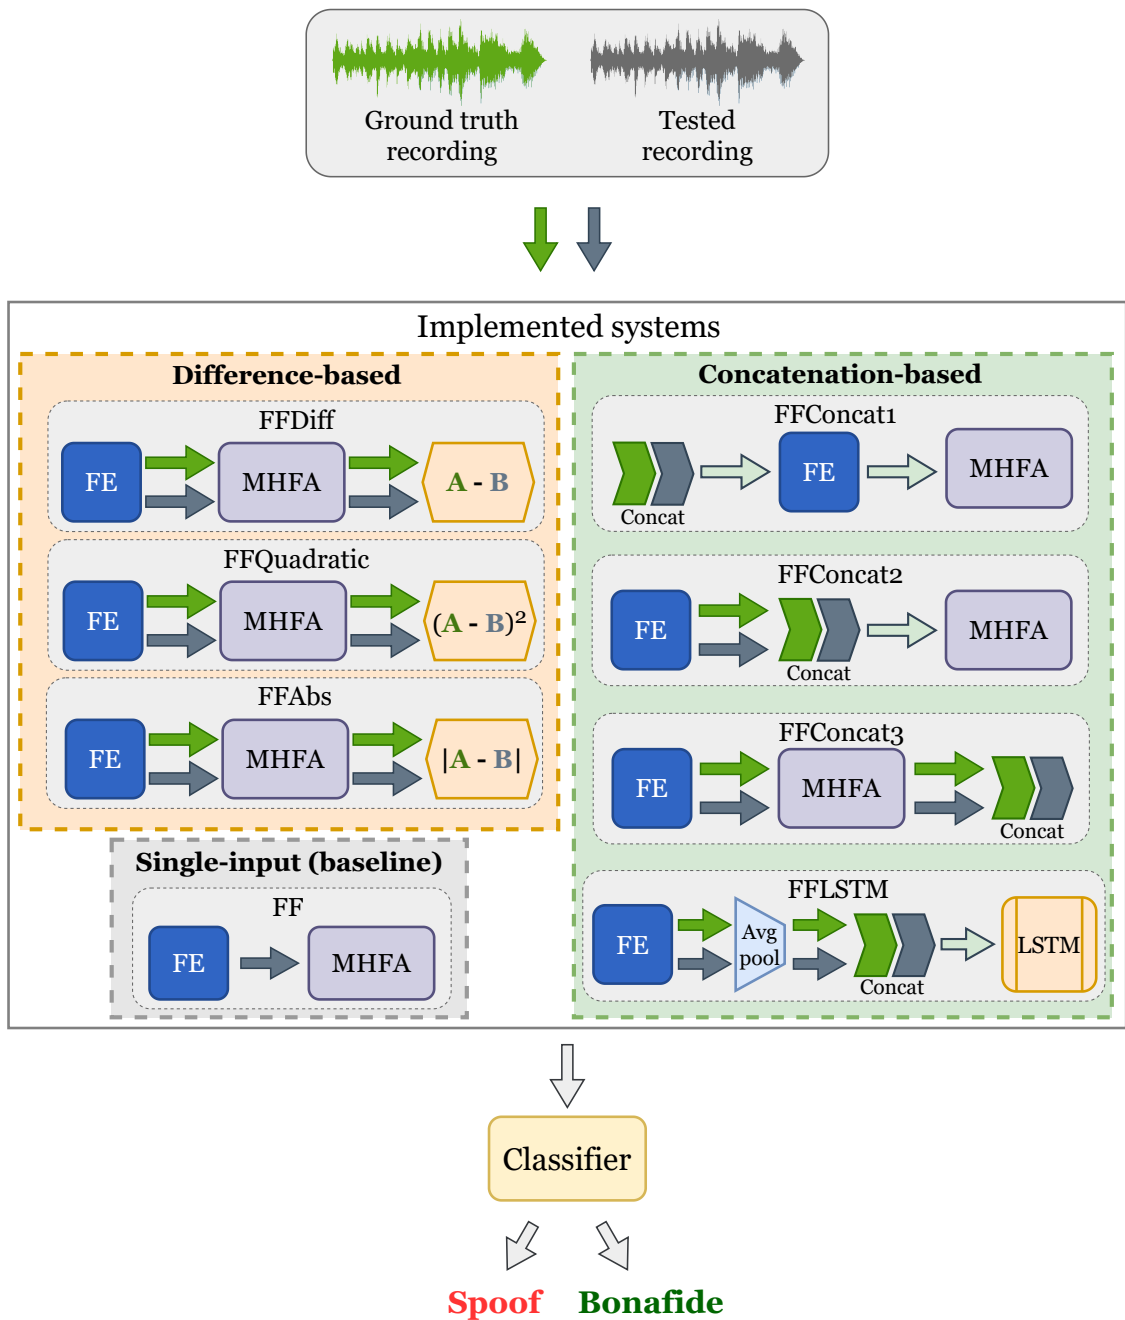 Ground truth
recording
Tested
recording
Implemented systems
Difference-based
FFDiff
FE
MHFA
A - B
FFQuadratic
FE
MHFA
(A - B)²
FFAbs
FE
MHFA
|A - B|
Single-input (baseline)
FF
FE
MHFA
Concatenation-based
FFConcat1
Concat
FE
MHFA
FFConcat2
FE
Concat
MHFA
FFConcat3
FE
MHFA
Concat
FFLSTM
FE
Avg
pool
Concat
LSTM
Classifier
Spoof
Bonafide